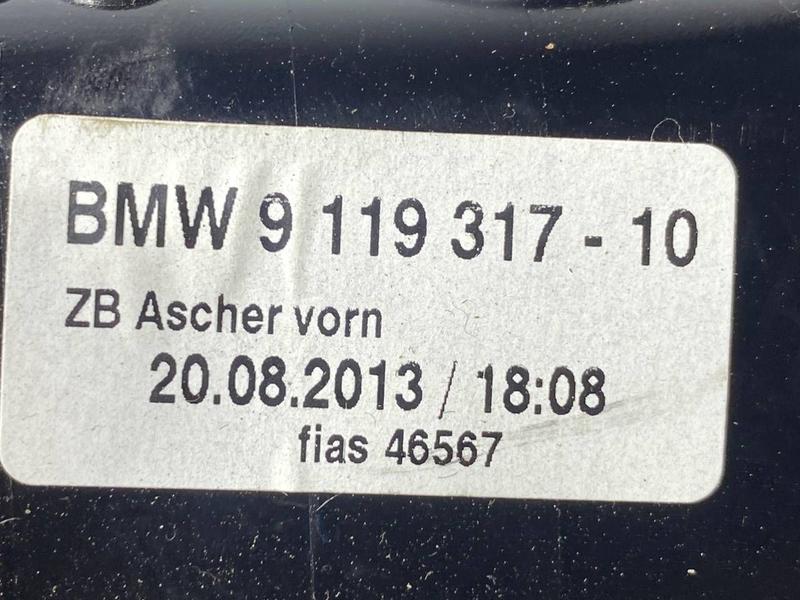 BMW 9 119 317 - 10
ZB Ascher vorn
20.08.2013 / 18:08
fias 46567